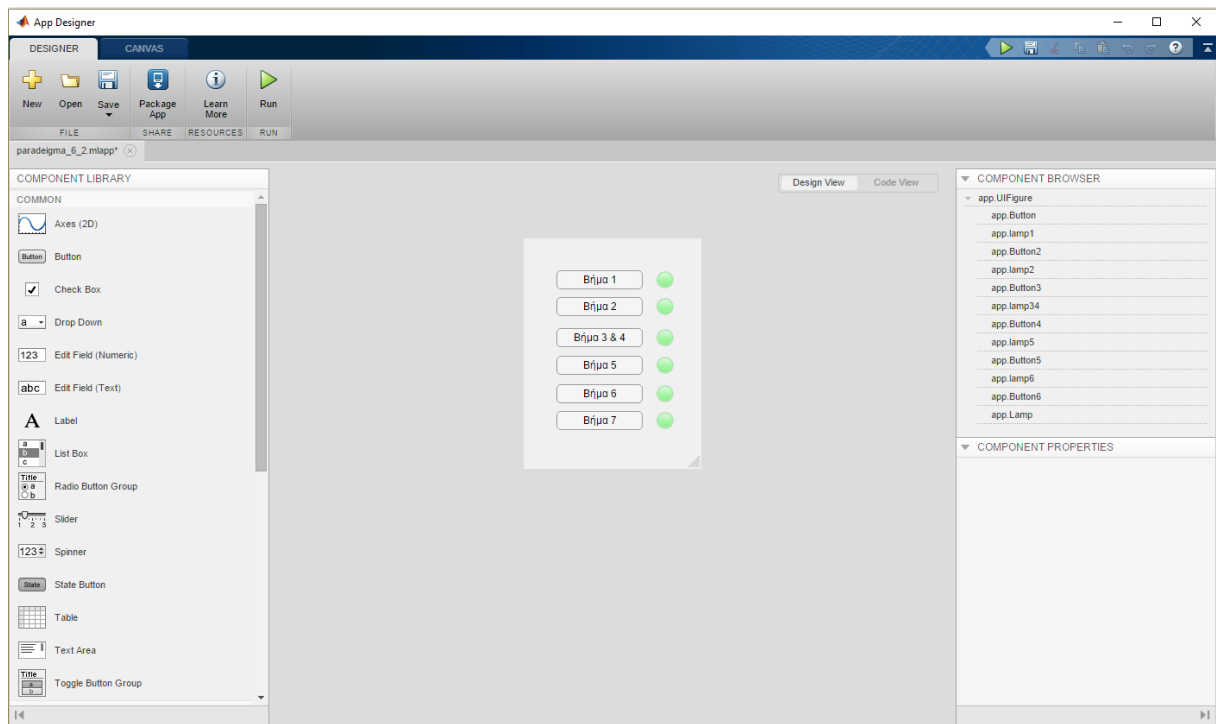 App Designer
DESIGNER CANVAS
New Open Save Package App Learn More Run
FILE SHARE RESOURCES RUN
paradeigma_6_2.mlapp*
COMPONENT LIBRARY
COMMON
Axes (2D)
Button Button
Check Box
a Drop Down
123 Edit Field (Numeric)
abc Edit Field (Text)
A Label
a b c List Box
Title a b Radio Button Group
1 2 3 Slider
123 Spinner
State State Button
Table
Text Area
Title a b Toggle Button Group
Design View Code View
Βήμα 1
Βήμα 2
Βήμα 3 & 4
Βήμα 5
Βήμα 6
Βήμα 7
COMPONENT BROWSER
app.UIFigure
app.Button
app.lamp1
app.Button2
app.lamp2
app.Button3
app.lamp34
app.Button4
app.lamp5
app.Button5
app.lamp6
app.Button6
app.Lamp
COMPONENT PROPERTIES